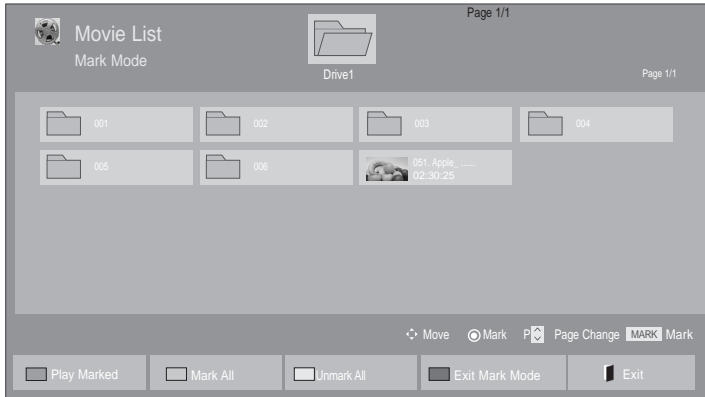 Page 1/1
Movie List
Mark Mode
Drive1
Page 1/1
001 002 003 004
005 006 051. Apple_ ......
02:30:25
Move Mark P Page Change MARK Mark
Play Marked Mark All Unmark All Exit Mark Mode Exit